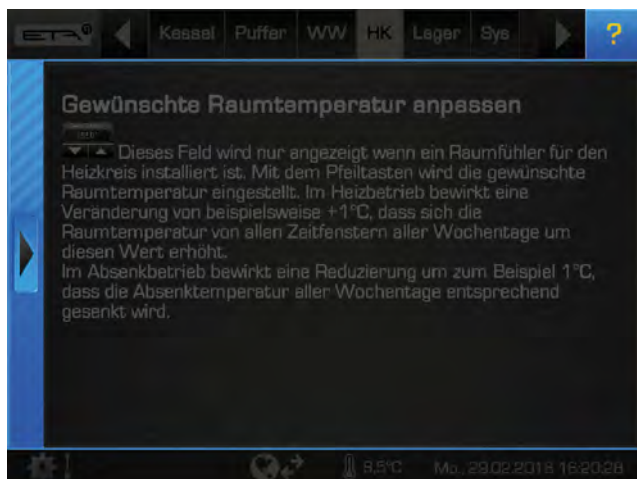 ETA Kessel Puffer WW HK Lager Sys ?
Gewünschte Raumtemperatur anpassen
Dieses Feld wird nur angezeigt wenn ein Raumfühler für den
Heizkreis installiert ist. Mit dem Pfeiltasten wird die gewünschte
Raumtemperatur eingestellt. Im Heizbetrieb bewirkt eine
Veränderung von beispielsweise +1°C, dass sich die
Raumtemperatur von allen Zeitfenstern aller Wochentage um
diesen Wert erhöht.
Im Absenkbetrieb bewirkt eine Reduzierung um zum Beispiel 1°C,
dass die Absenktemperatur aller Wochentage entsprechend
gesenkt wird.
! 9,5°C Mo., 29.02.2016 16:20:28